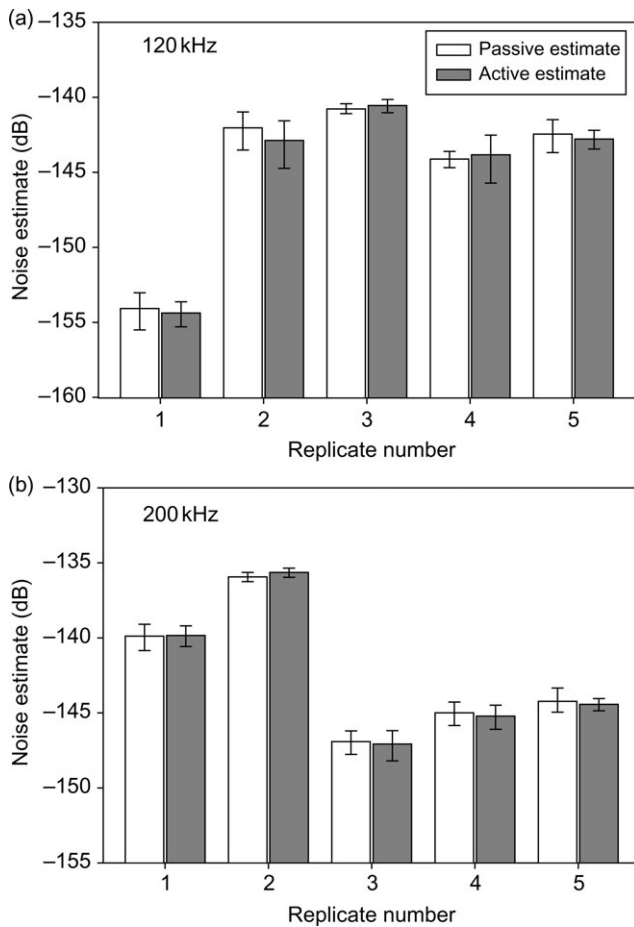 (a)
120 kHz
Passive estimate
Active estimate
Noise estimate (dB)
–135
–140
–145
–150
–155
–160
1 2 3 4 5
Replicate number
(b)
200 kHz
Noise estimate (dB)
–130
–135
–140
–145
–150
–155
1 2 3 4 5
Replicate number